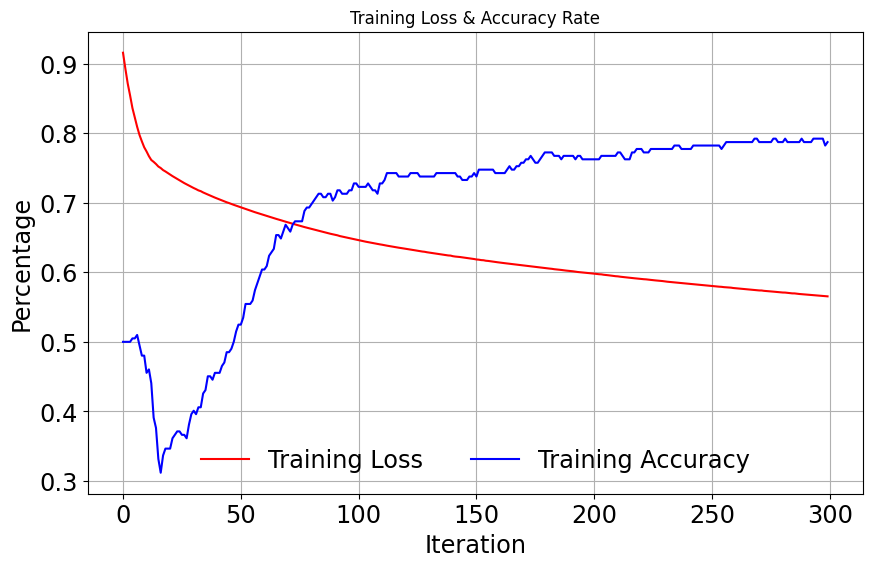 Training Loss & Accuracy Rate
Percentage
0.9
0.8
0.7
0.6
0.5
0.4
0.3
Training Loss Training Accuracy
0 50 100 150 200 250 300
Iteration